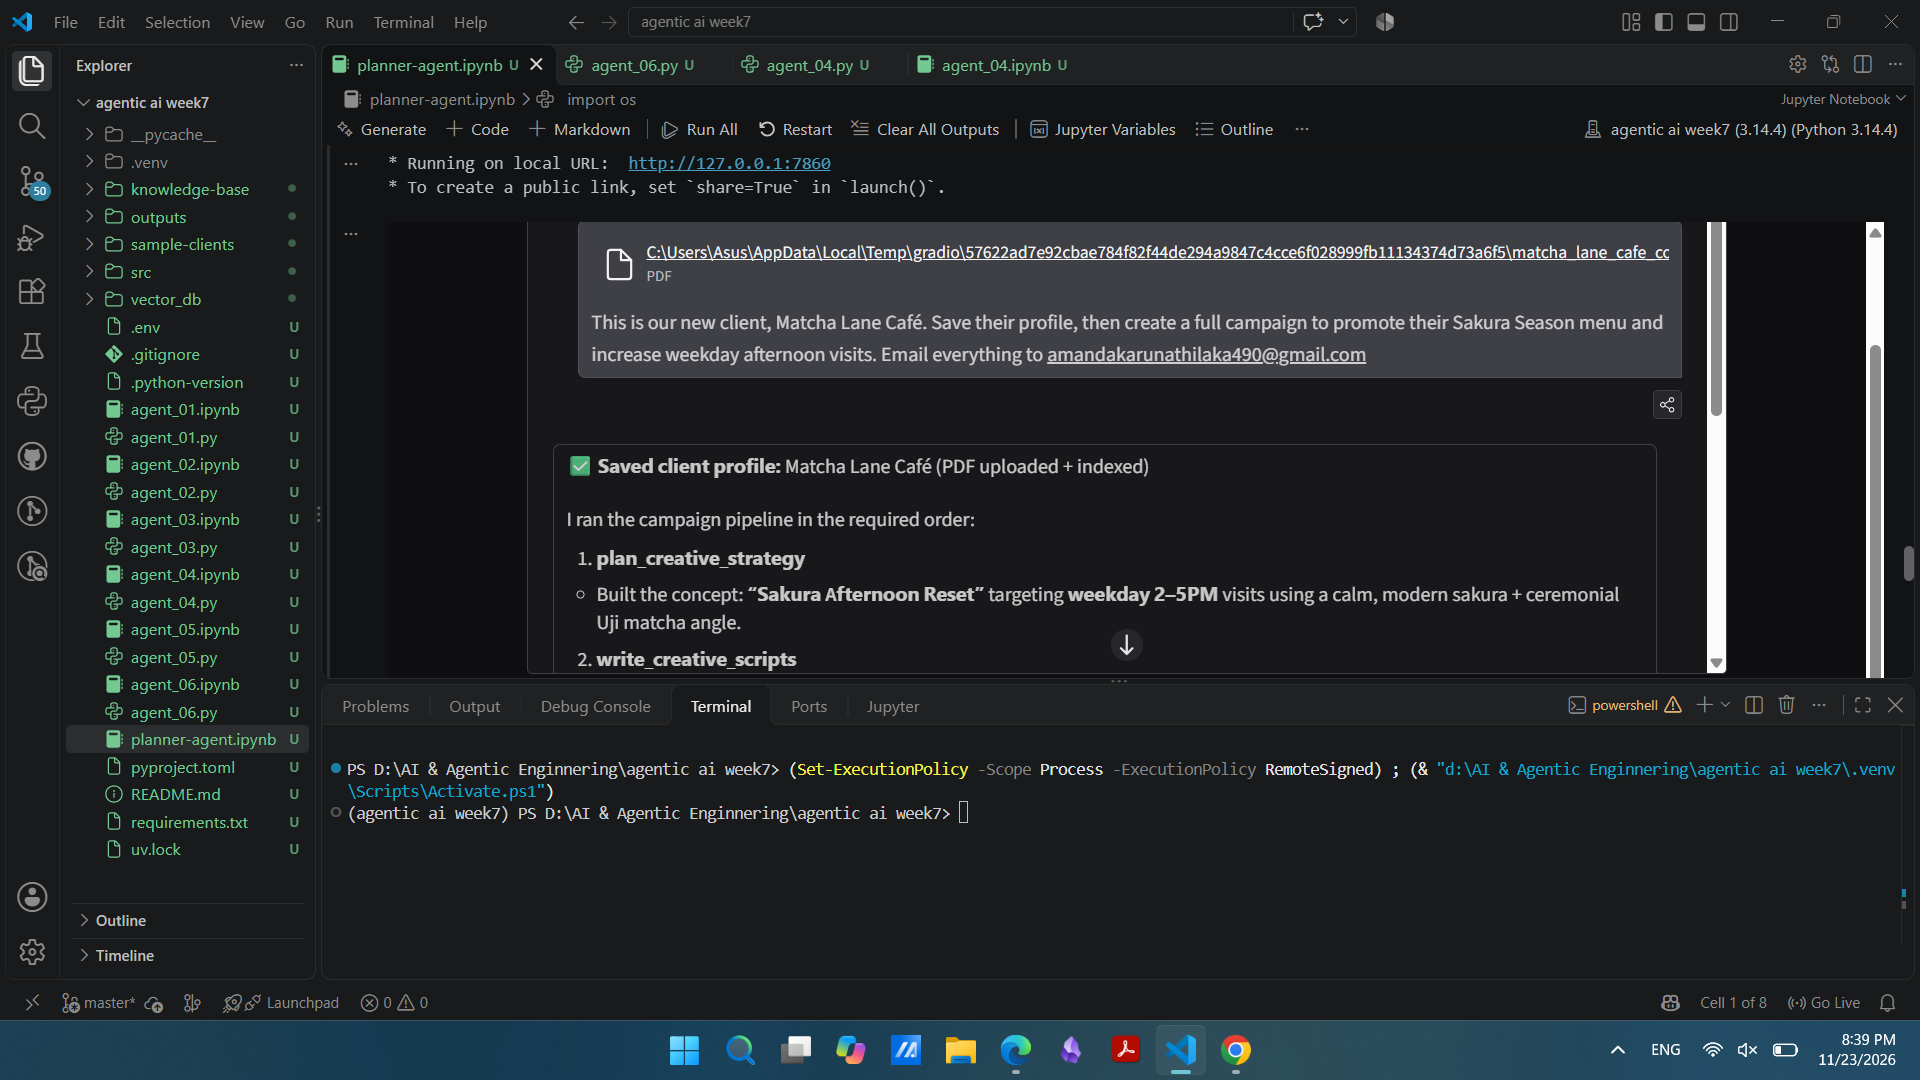 File Edit Selection View Go Run Terminal Help
agentic ai week7
Explorer
agentic ai week7
__pycache__
.venv
knowledge-base
outputs
sample-clients
src
vector_db
.env U
.gitignore U
.python-version U
agent_01.ipynb U
agent_01.py U
agent_02.ipynb U
agent_02.py U
agent_03.ipynb U
agent_03.py U
agent_04.ipynb U
agent_04.py U
agent_05.ipynb U
agent_05.py U
agent_06.ipynb U
agent_06.py U
planner-agent.ipynb U
pyproject.toml U
README.md U
requirements.txt U
uv.lock U
Outline
Timeline
50
planner-agent.ipynb U agent_06.py U agent_04.py U agent_04.ipynb U
planner-agent.ipynb > import os
Jupyter Notebook
Generate + Code + Markdown Run All Restart Clear All Outputs Jupyter Variables Outline ... agentic ai week7 (3.14.4) (Python 3.14.4)
* Running on local URL: http://127.0.0.1:7860
* To create a public link, set `share=True` in `launch()`.
C:\Users\Asus\AppData\Local\Temp\gradio\57622ad7e92cbae784f82f44de294a9847c4cce6f028999fb11134374d73a6f5\matcha_lane_cafe_cc
PDF
This is our new client, Matcha Lane Café. Save their profile, then create a full campaign to promote their Sakura Season menu and
increase weekday afternoon visits. Email everything to amandakarunathilaka490@gmail.com
✅ Saved client profile: Matcha Lane Café (PDF uploaded + indexed)
I ran the campaign pipeline in the required order:
1. plan_creative_strategy
Built the concept: “Sakura Afternoon Reset” targeting weekday 2–5PM visits using a calm, modern sakura + ceremonial
Uji matcha angle.
2. write_creative_scripts
Problems Output Debug Console Terminal Ports Jupyter
powershell
PS D:\AI & Agentic Enginnering\agentic ai week7> (Set-ExecutionPolicy -Scope Process -ExecutionPolicy RemoteSigned) ; (& "d:\AI & Agentic Enginnering\agentic ai week7\.venv
\Scripts\Activate.ps1")
(agentic ai week7) PS D:\AI & Agentic Enginnering\agentic ai week7>
master* Launchpad 0 0
Cell 1 of 8 Go Live
ENG
8:39 PM
11/23/2026